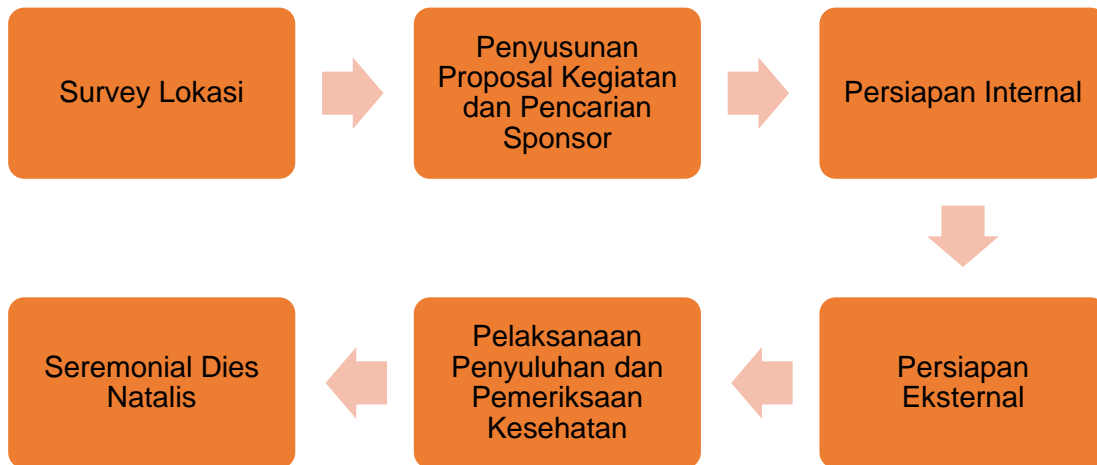 Survey Lokasi
Penyusunan
Proposal Kegiatan
dan Pencarian
Sponsor
Persiapan Internal
Persiapan
Eksternal
Pelaksanaan
Penyuluhan dan
Pemeriksaan
Kesehatan
Seremonial Dies
Natalis